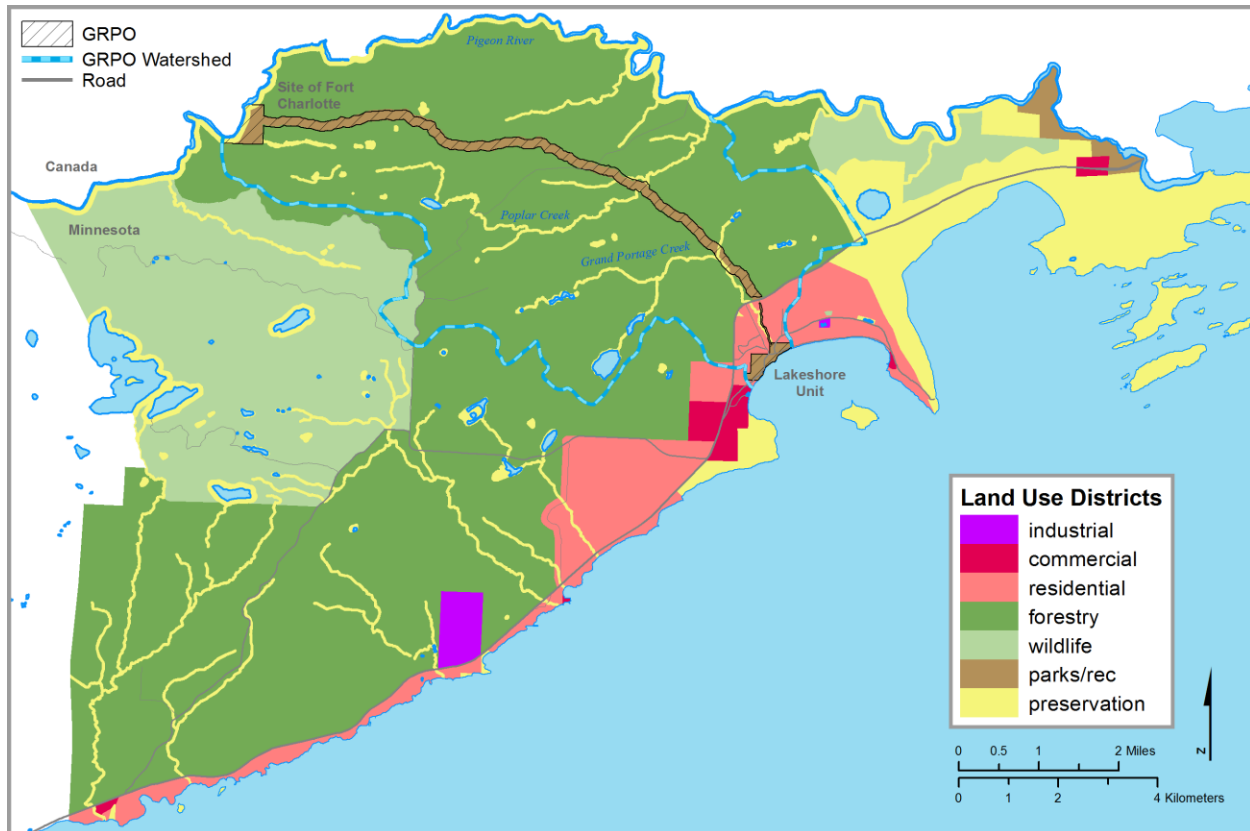 GRPO
GRPO Watershed
Road
Pigeon River
Site of Fort
Charlotte
Canada
Minnesota
Poplar Creek
Grand Portage Creek
Lakeshore
Unit
Land Use Districts
industrial
commercial
residential
forestry
wildlife
parks/rec
preservation
N
0 0.5 1 2 Miles
0 1 2 4 Kilometers